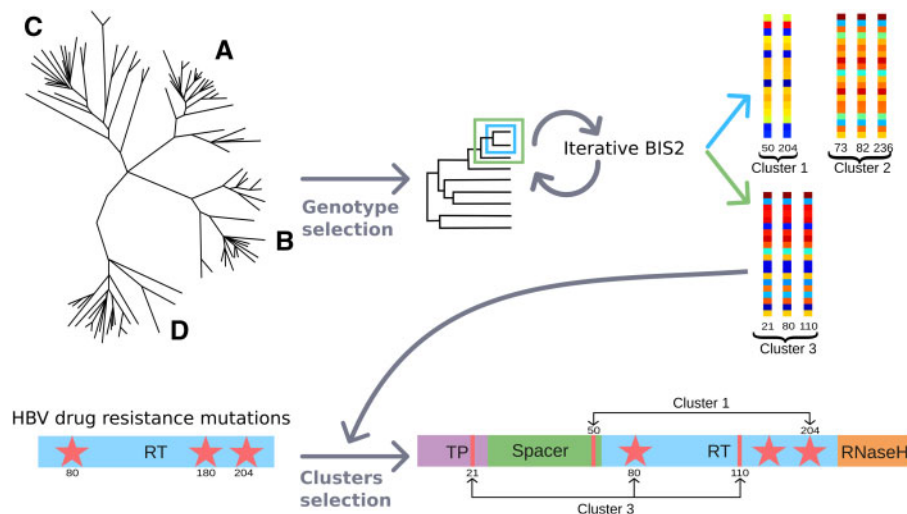 C
A
B
D
Genotype
selection
Iterative BIS2
50 204
Cluster 1
73 82 236
Cluster 2
21 80 110
Cluster 3
HBV drug resistance mutations
RT
80 180 204
Clusters
selection
Cluster 1
50 204
TP Spacer RT RNaseH
21 80 110
Cluster 3